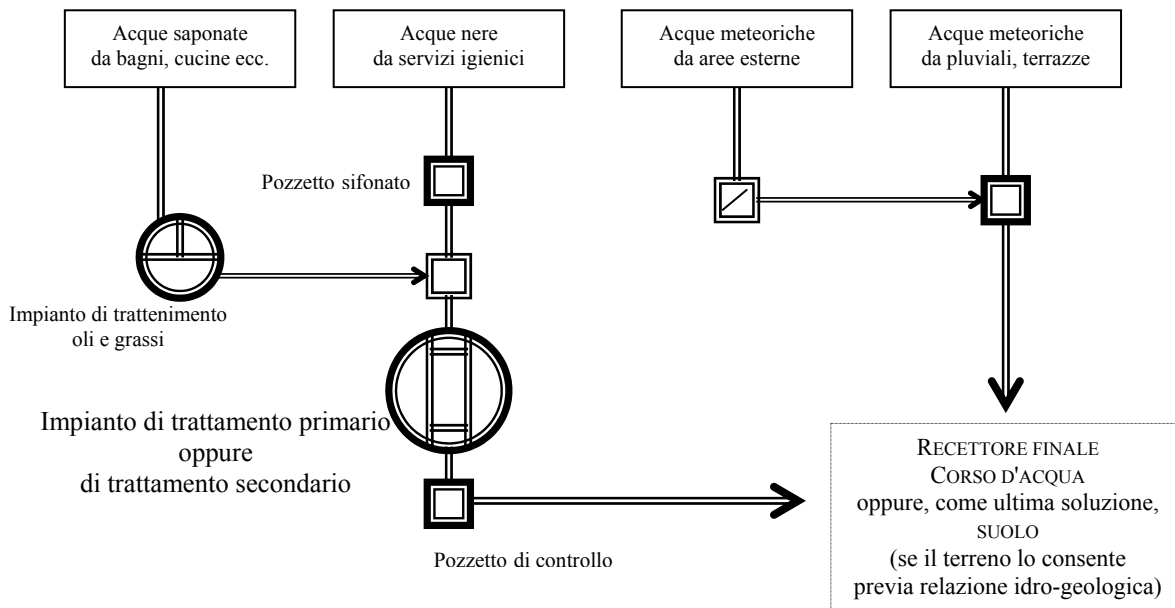 Acque saponate
da bagni, cucine ecc.
Acque nere
da servizi igienici
Acque meteoriche
da aree esterne
Acque meteoriche
da pluviali, terrazze
Pozzetto sifonato
Impianto di trattenimento
oli e grassi
Impianto di trattamento primario
oppure
di trattamento secondario
Pozzetto di controllo
RECETTORE FINALE
CORSO D'ACQUA
oppure, come ultima soluzione,
SUOLO
(se il terreno lo consente
previa relazione idro-geologica)